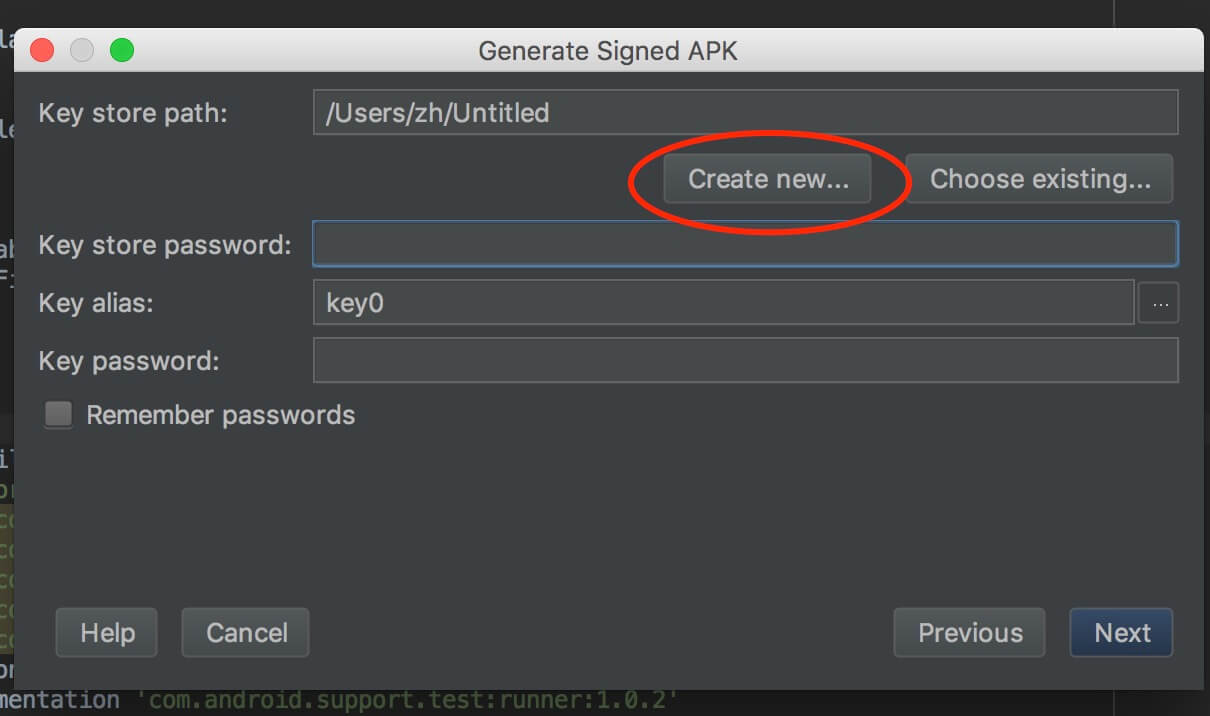 Generate Signed APK
Key store path: /Users/zh/Untitled
Create new... Choose existing...
Key store password:
Key alias: key0 ...
Key password:
Remember passwords
Help Cancel Previous Next
mentation 'com.android.support.test:runner:1.0.2'